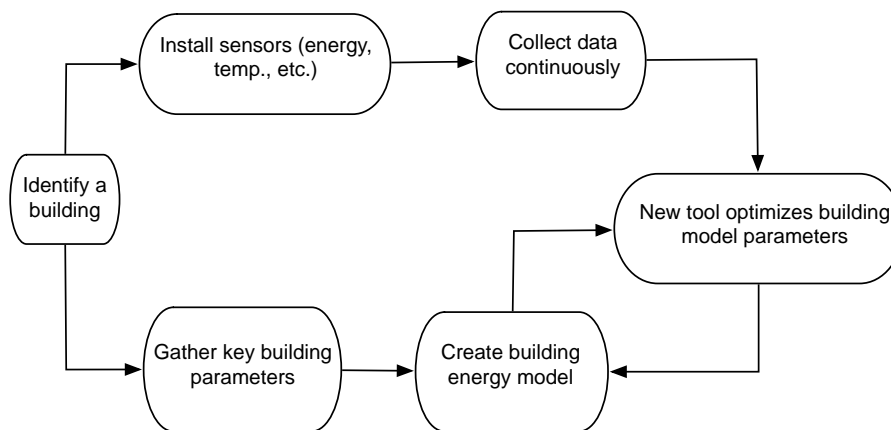 Install sensors (energy,
temp., etc.)
Collect data
continuously
Identify a
building
New tool optimizes building
model parameters
Gather key building
parameters
Create building
energy model